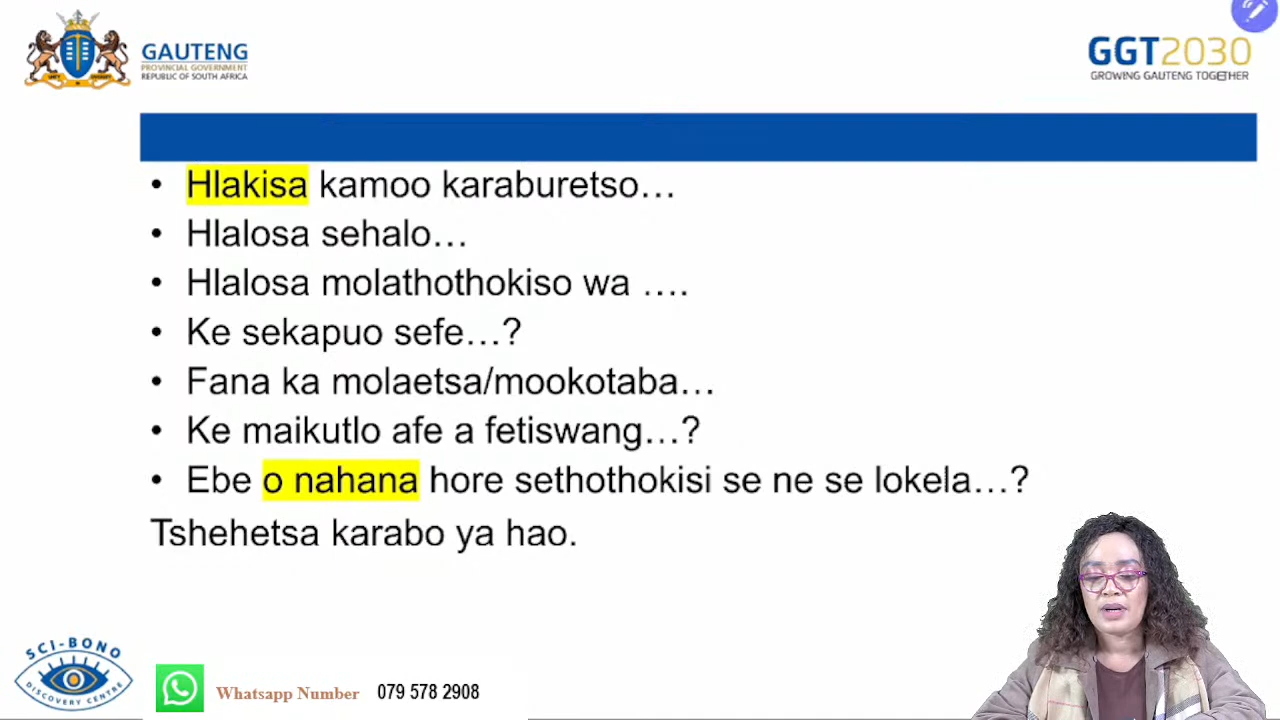 GAUTENG
PROVINCIAL GOVERNMENT
REPUBLIC OF SOUTH AFRICA
GGT2030
GROWING GAUTENG TOGETHER
• Hlakisa kamoo karaburetso…
• Hlalosa sehalo…
• Hlalosa molathothokiso wa ….
• Ke sekapuo sefe…?
• Fana ka molaetsa/mookotaba…
• Ke maikutlo afe a fetiswang…?
• Ebe o nahana hore sethothokisi se ne se lokela…?
Tshehetsa karabo ya hao.
SCI-BONO
DISCOVERY CENTRE
Whatsapp Number 079 578 2908